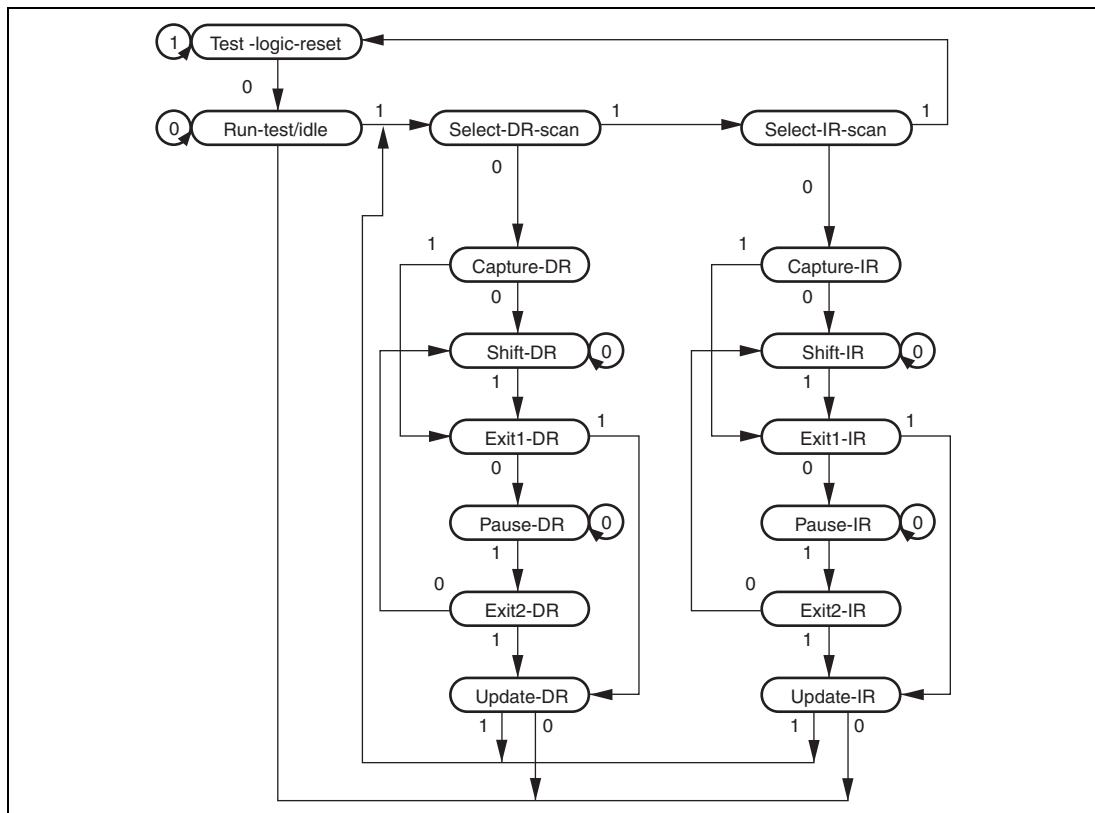 1 Test -logic-reset
0
0 Run-test/idle 1 Select-DR-scan 1 Select-IR-scan 1
0 0
1 1
Capture-DR Capture-IR
0 0
Shift-DR 0 Shift-IR 0
1 1
Exit1-DR 1 Exit1-IR 1
0 0
Pause-DR 0 Pause-IR 0
1 1
0 0
Exit2-DR Exit2-IR
1 1
Update-DR Update-IR
1 0 1 0